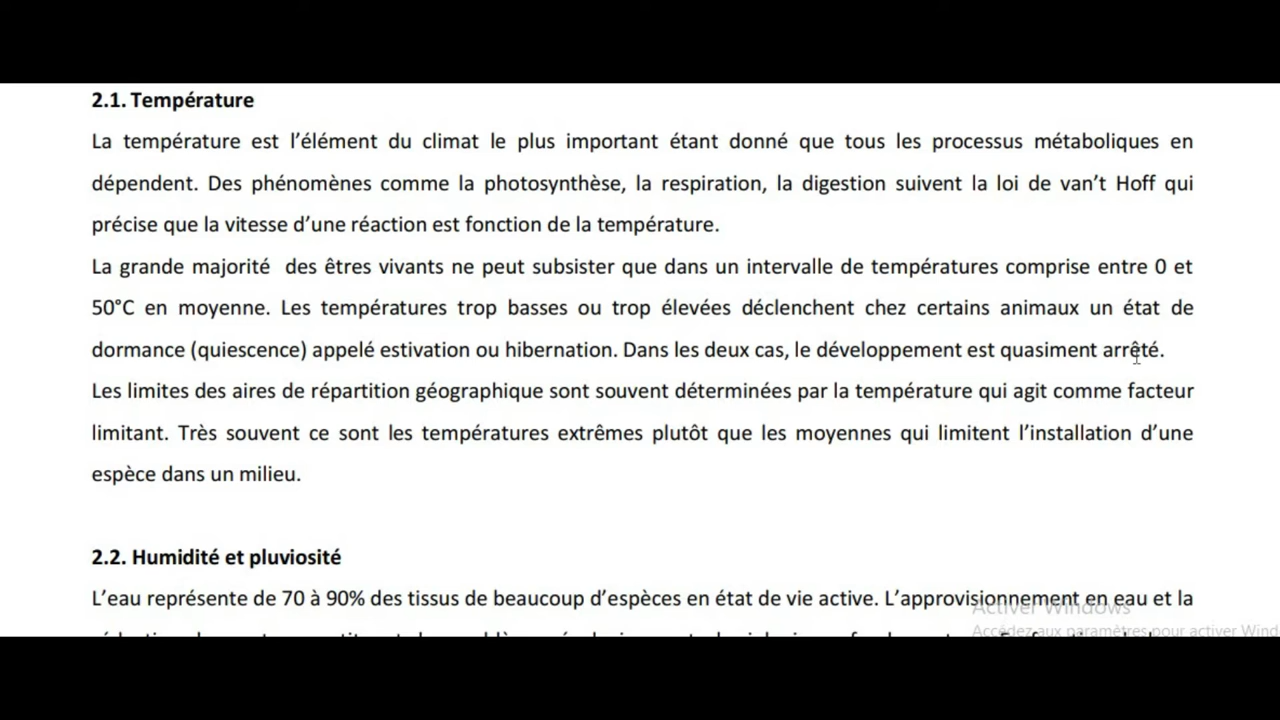 2.1. Température
La température est l’élément du climat le plus important étant donné que tous les processus métaboliques en
dépendent. Des phénomènes comme la photosynthèse, la respiration, la digestion suivent la loi de van’t Hoff qui
précise que la vitesse d’une réaction est fonction de la température.
La grande majorité des êtres vivants ne peut subsister que dans un intervalle de températures comprise entre 0 et
50°C en moyenne. Les températures trop basses ou trop élevées déclenchent chez certains animaux un état de
dormance (quiescence) appelé estivation ou hibernation. Dans les deux cas, le développement est quasiment arrêté.
Les limites des aires de répartition géographique sont souvent déterminées par la température qui agit comme facteur
limitant. Très souvent ce sont les températures extrêmes plutôt que les moyennes qui limitent l’installation d’une
espèce dans un milieu.
2.2. Humidité et pluviosité
L’eau représente de 70 à 90% des tissus de beaucoup d’espèces en état de vie active. L’approvisionnement en eau et la
Activer Windows
Accédez aux paramètres pour activer Wind